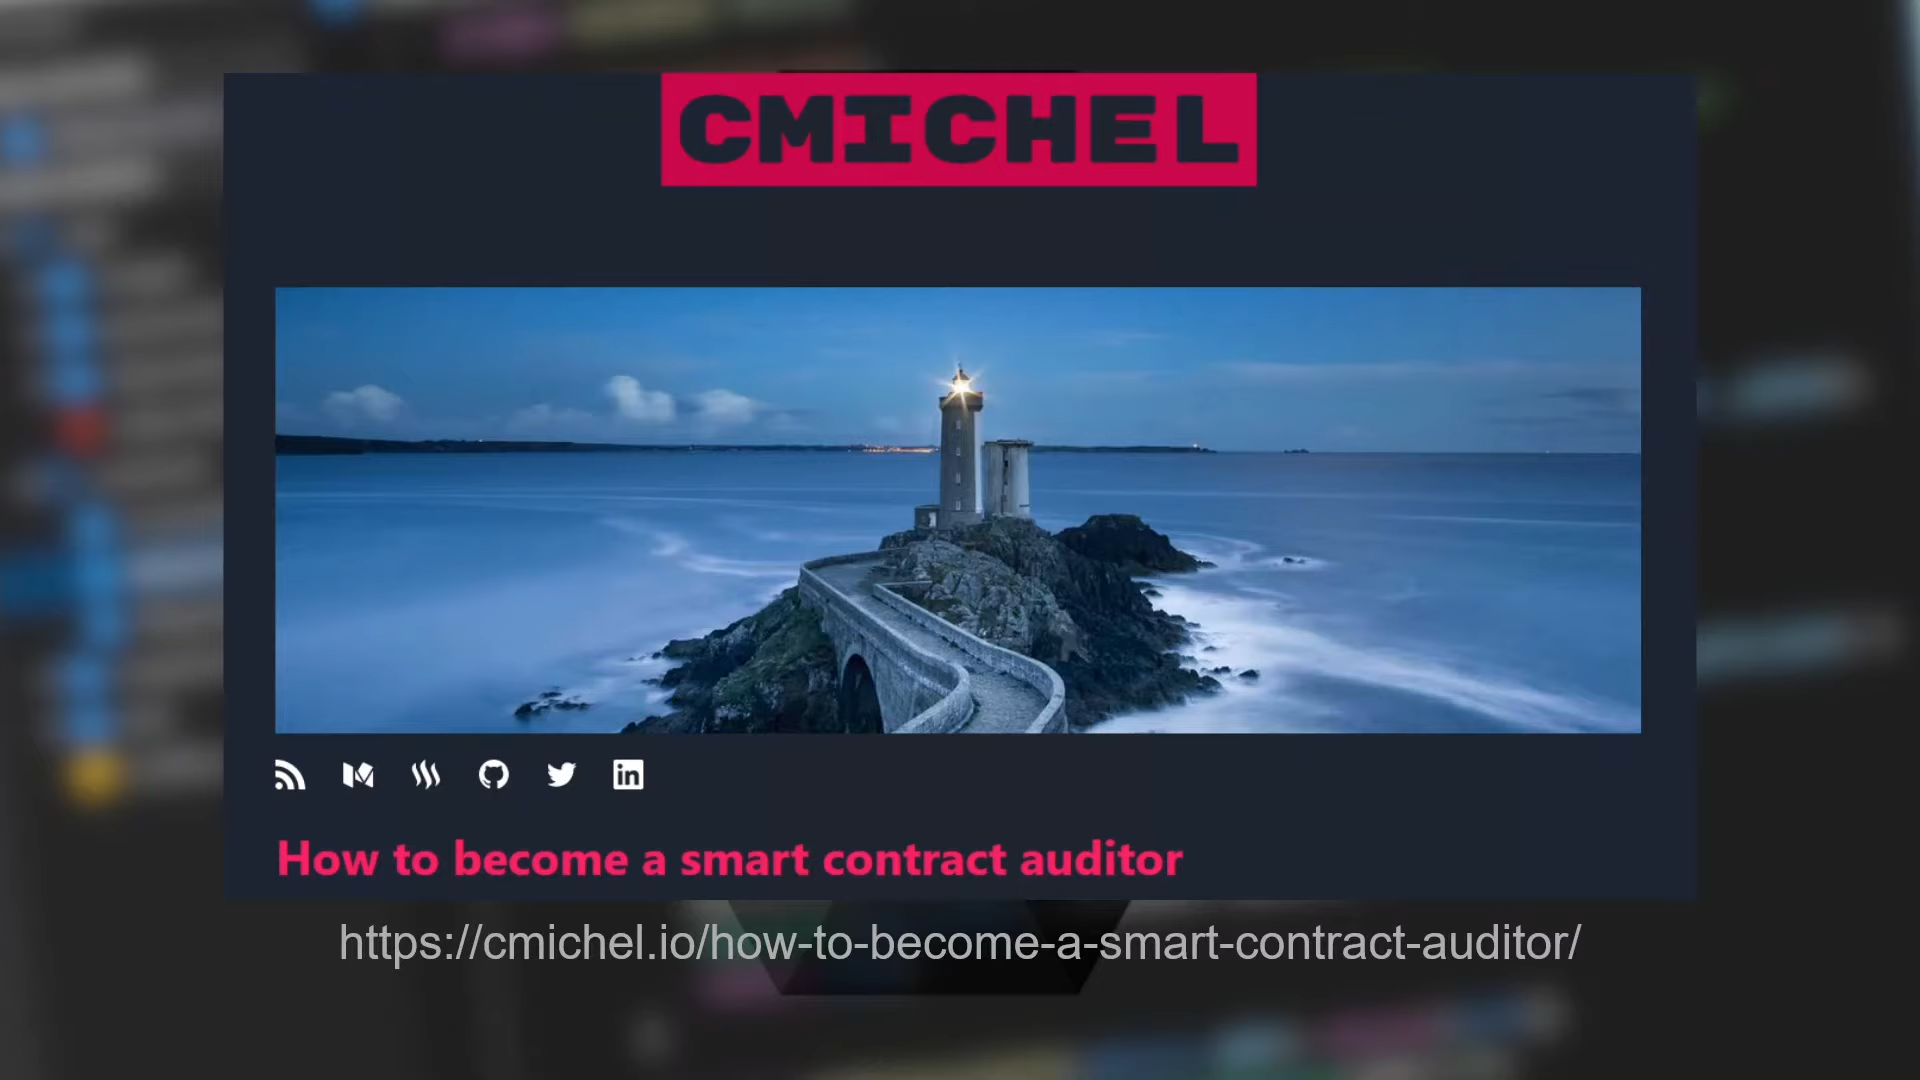 CMICHEL
How to become a smart contract auditor
https://cmichel.io/how-to-become-a-smart-contract-auditor/